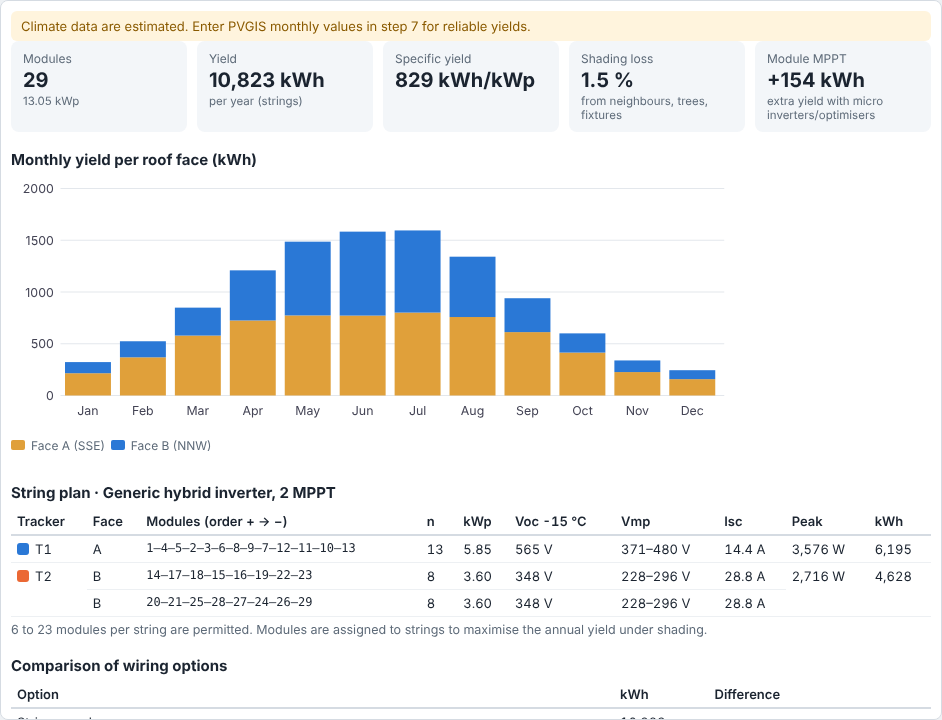 Climate data are estimated. Enter PVGIS monthly values in step 7 for reliable yields.
Modules
29
13.05 kWp
Yield
10,823 kWh
per year (strings)
Specific yield
829 kWh/kWp
Shading loss
1.5 %
from neighbours, trees,
fixtures
Module MPPT
+154 kWh
extra yield with micro
inverters/optimisers
Monthly yield per roof face (kWh)
2000
1500
1000
500
0
Jan Feb Mar Apr May Jun Jul Aug Sep Oct Nov Dec
Face A (SSE) Face B (NNW)
String plan · Generic hybrid inverter, 2 MPPT
Tracker Face Modules (order + → −) n kWp Voc -15 °C Vmp Isc Peak kWh
T1 A 1–4–5–2–3–6–8–9–7–12–11–10–13 13 5.85 565 V 371–480 V 14.4 A 3,576 W 6,195
T2 B 14–17–18–15–16–19–22–23 8 3.60 348 V 228–296 V 28.8 A 2,716 W 4,628
B 20–21–25–28–27–24–26–29 8 3.60 348 V 228–296 V 28.8 A
6 to 23 modules per string are permitted. Modules are assigned to strings to maximise the annual yield under shading.
Comparison of wiring options
Option kWh Difference